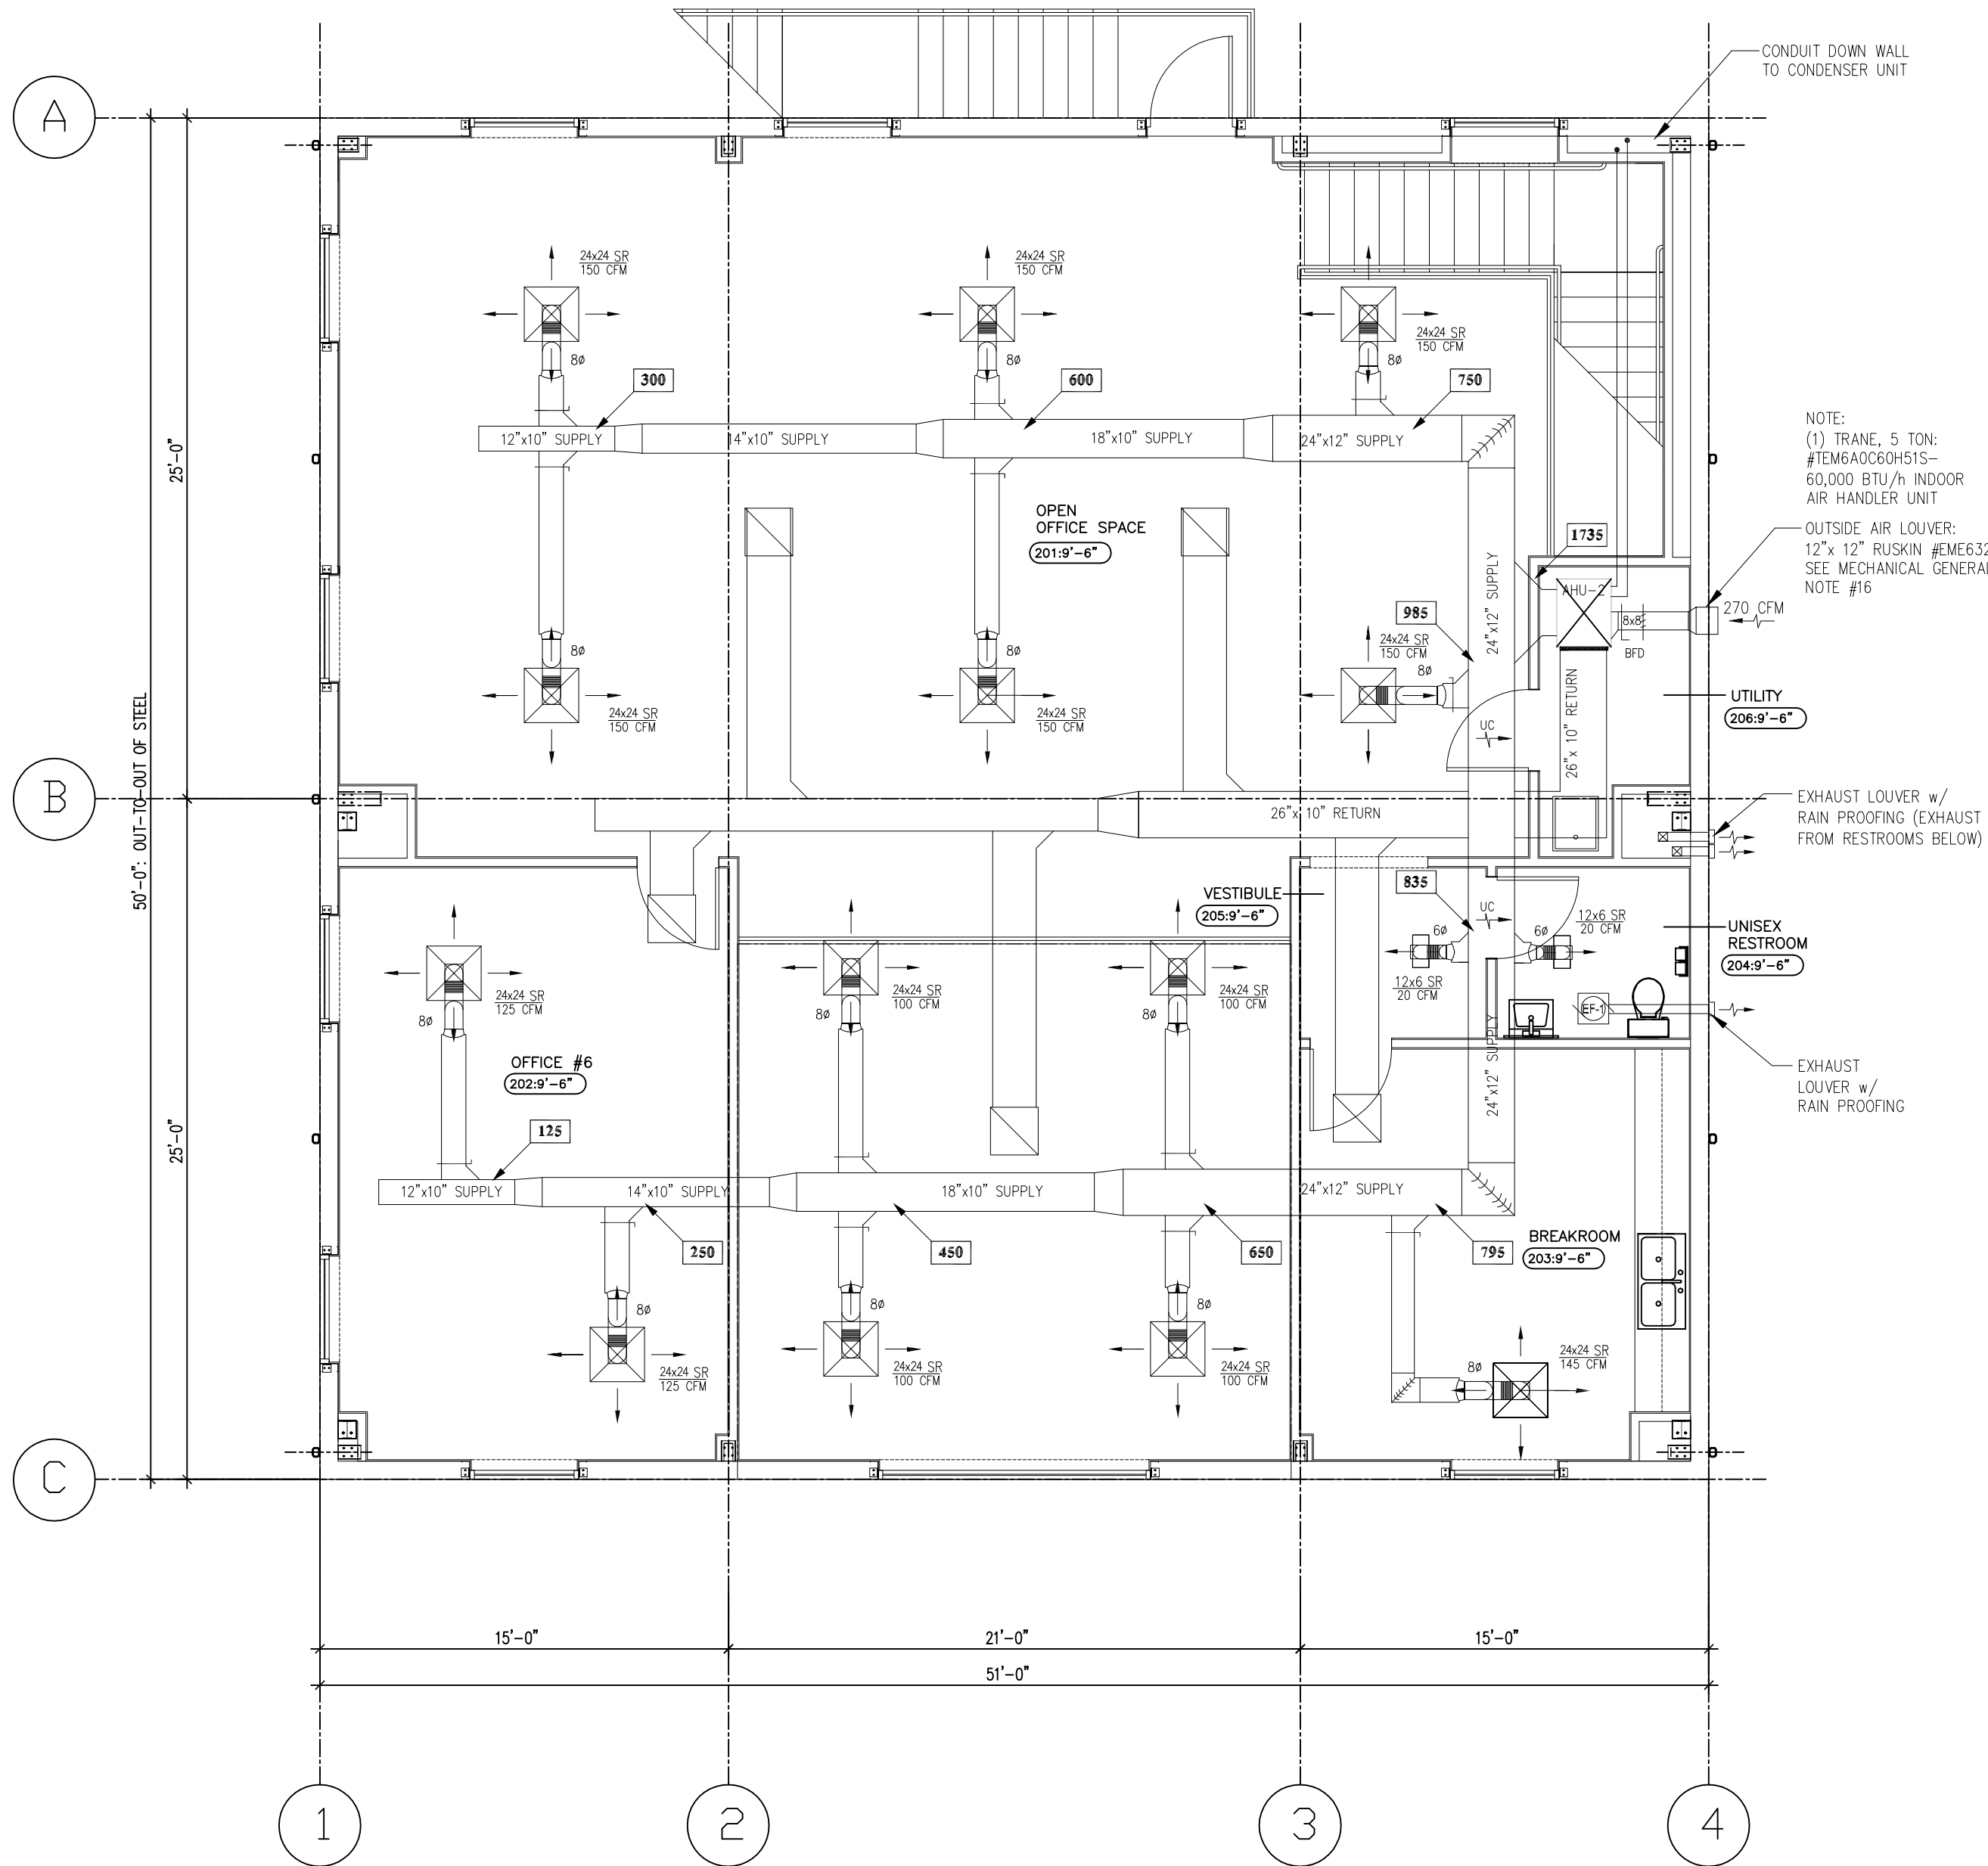 CONDUIT DOWN WALL
TO CONDENSER UNIT
A
24x24 SR
150 CFM
24x24 SR
150 CFM
24x24 SR
150 CFM
8ø
8ø
8ø
300
600
750
12"x10" SUPPLY
14"x10" SUPPLY
18"x10" SUPPLY
24"x12" SUPPLY
25'-0"
NOTE:
(1) TRANE, 5 TON:
#TEM6A0C60H51S-
60,000 BTU/h INDOOR
AIR HANDLER UNIT
OPEN
OFFICE SPACE
201:9'-6"
1735
OUTSIDE AIR LOUVER:
12"x 12" RUSKIN #EME632
SEE MECHANICAL GENERAL
NOTE #16
24"x12" SUPPLY
AHU-2
270 CFM
8x8
BFD
985
24x24 SR
150 CFM
8ø
8ø
8ø
24x24 SR
150 CFM
24x24 SR
150 CFM
UTILITY
206:9'-6"
UC
26"x 10" RETURN
50'-0": OUT-TO-OUT OF STEEL
B
26"x 10" RETURN
EXHAUST LOUVER w/
RAIN PROOFING (EXHAUST
FROM RESTROOMS BELOW)
VESTIBULE
205:9'-6"
835
UC
12x6 SR
20 CFM
6ø
6ø
UNISEX
RESTROOM
204:9'-6"
12x6 SR
20 CFM
24x24 SR
125 CFM
8ø
24x24 SR
100 CFM
8ø
24x24 SR
100 CFM
8ø
EF-1
24"x12" SUPPLY
OFFICE #6
202:9'-6"
EXHAUST
LOUVER w/
RAIN PROOFING
25'-0"
125
12"x10" SUPPLY
14"x10" SUPPLY
18"x10" SUPPLY
24"x12" SUPPLY
250
450
650
795
BREAKROOM
203:9'-6"
8ø
8ø
8ø
24x24 SR
125 CFM
24x24 SR
100 CFM
24x24 SR
100 CFM
8ø
24x24 SR
145 CFM
C
15'-0"
21'-0"
15'-0"
51'-0"
1
2
3
4